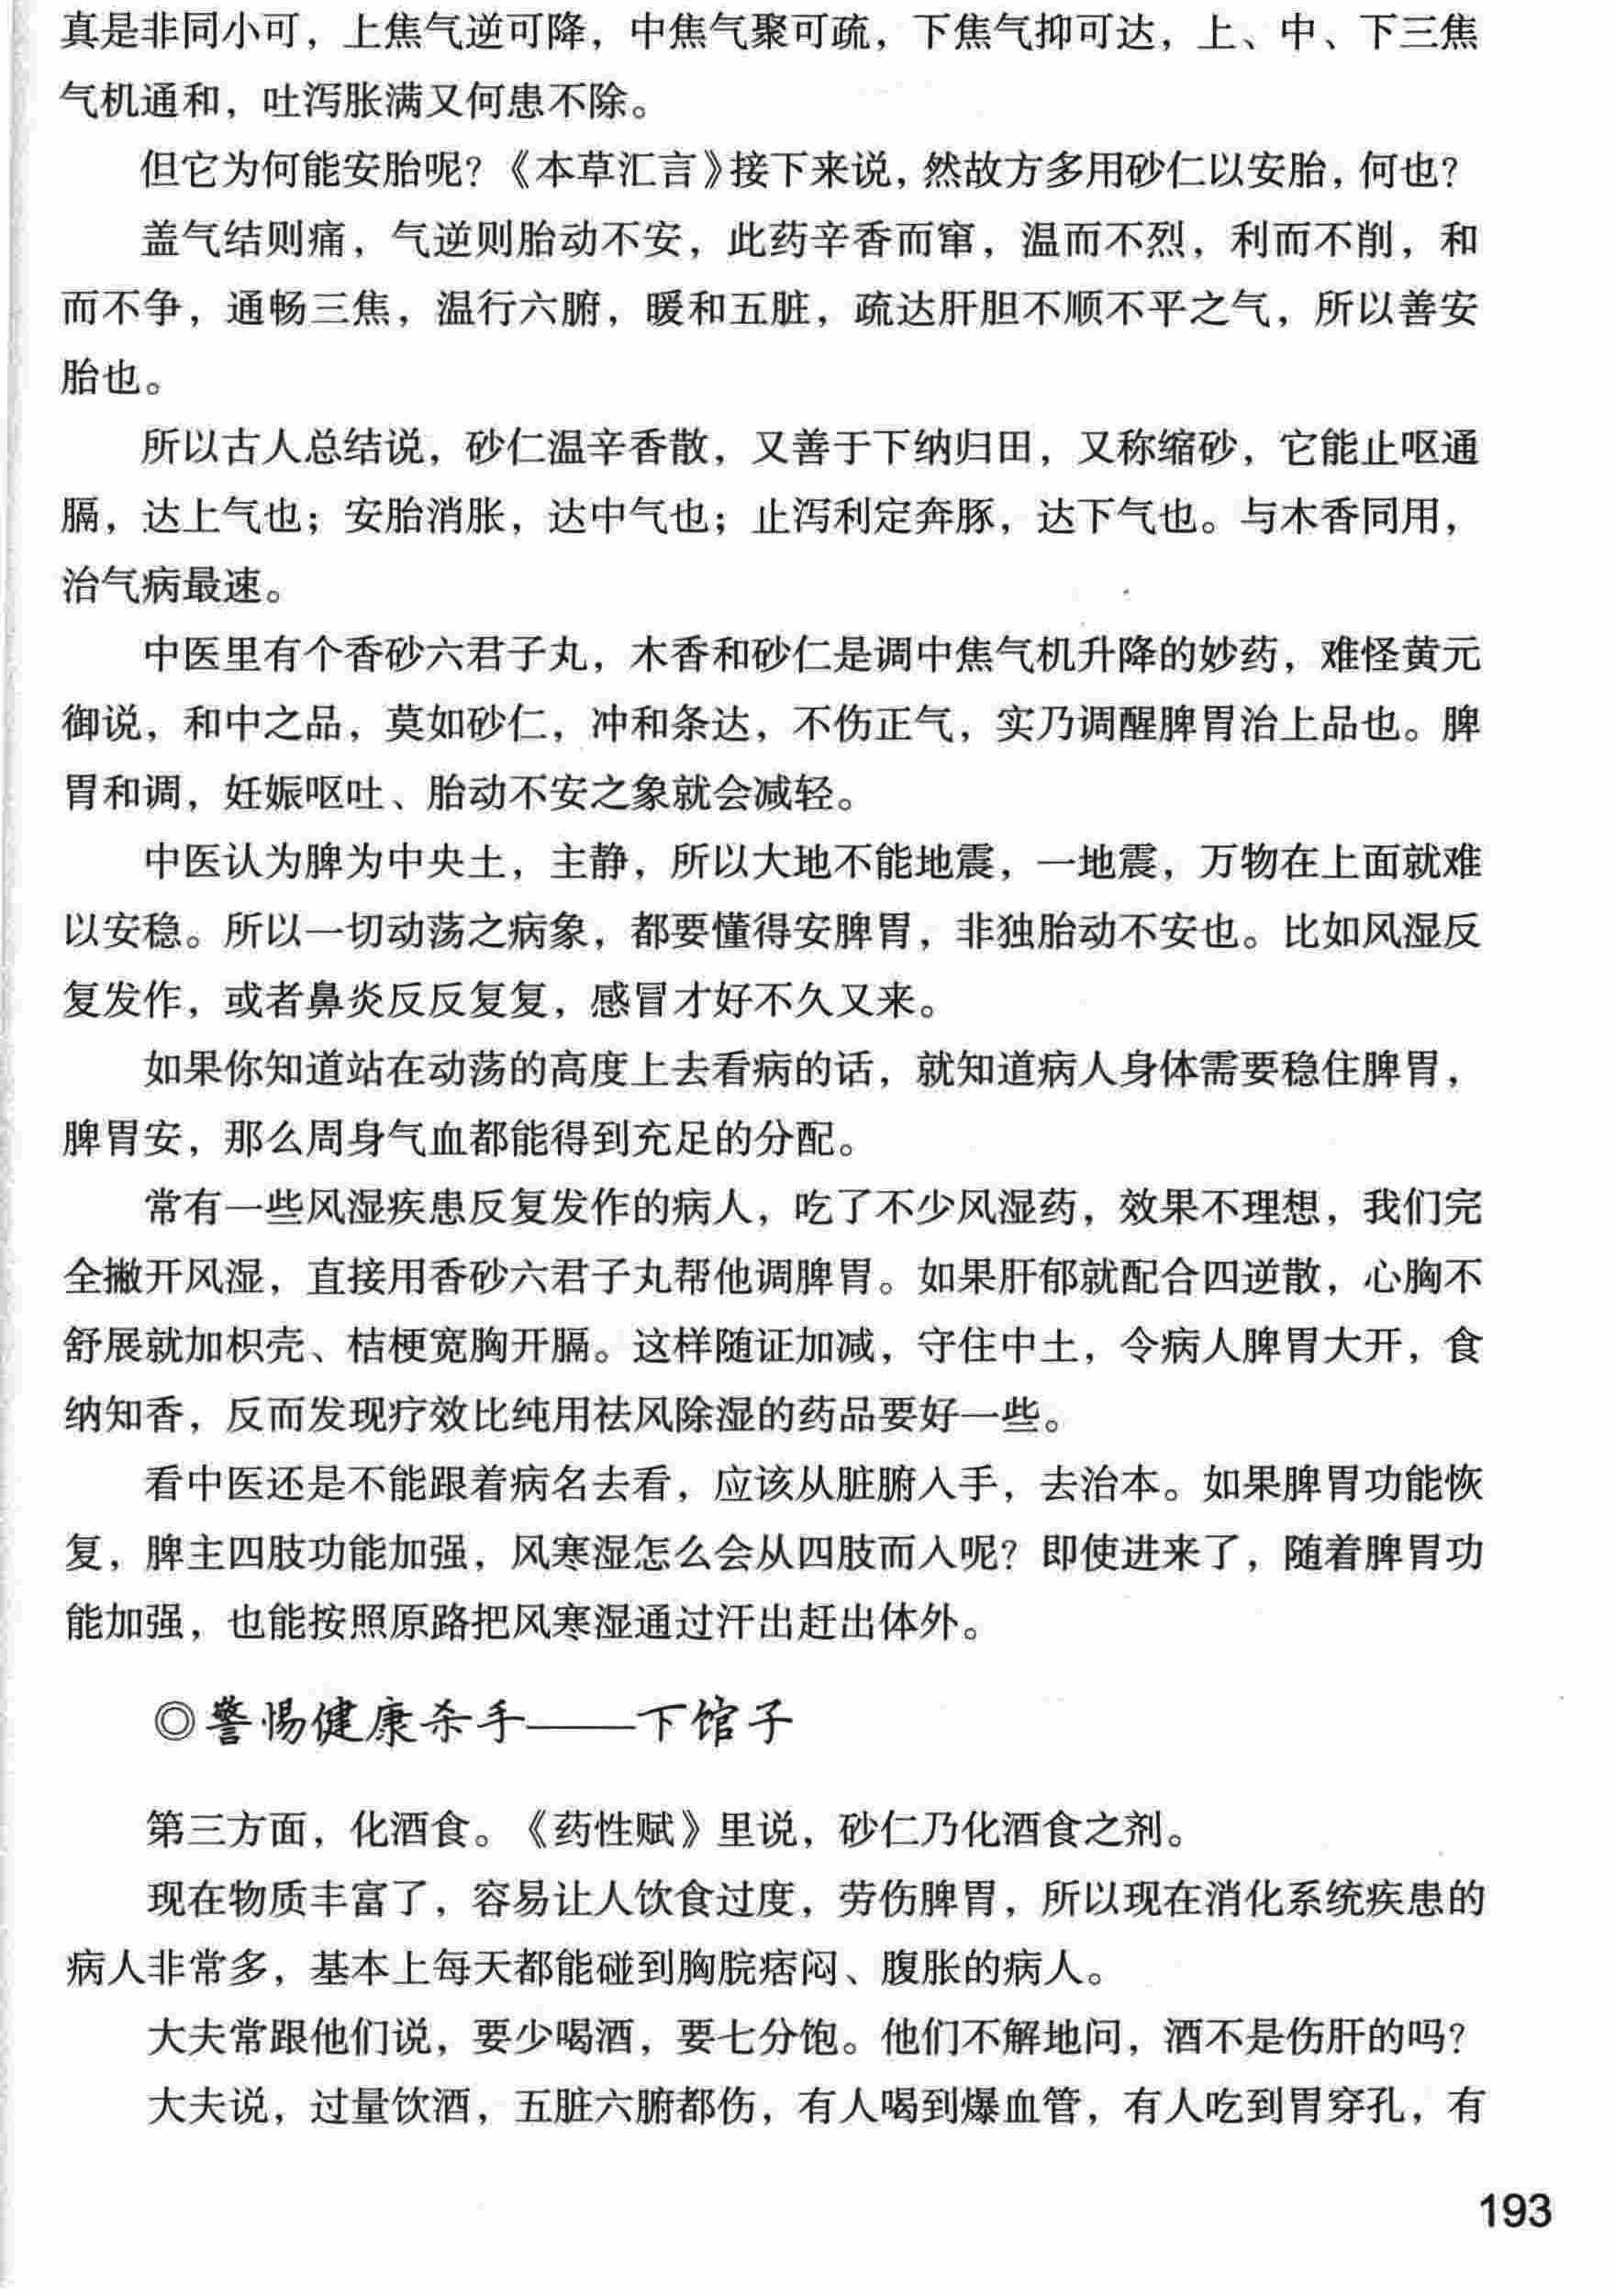 真是非同小可，上焦气逆可降，中焦气聚可疏，下焦气抑可达，上、中、下三焦
气机通和，吐泻胀满又何患不除。
但它为何能安胎呢？《本草汇言》接下来说，然故方多用砂仁以安胎，何也？
盖气结则痛，气逆则胎动不安，此药辛香而窜，温而不烈，利而不削，和
而不争，通畅三焦，温行六腑，暖和五脏，疏达肝胆不顺不平之气，所以善安
胎也。
所以古人总结说，砂仁温辛香散，又善于下纳归田，又称缩砂，它能止呕通
膈，达上气也；安胎消胀，达中气也；止泻利定奔豚，达下气也。与木香同用，
治气病最速。
中医里有个香砂六君子丸，木香和砂仁是调中焦气机升降的妙药，难怪黄元
御说，和中之品，莫如砂仁，冲和条达，不伤正气，实乃调醒脾胃治上品也。脾
胃和调，妊娠呕吐、胎动不安之象就会减轻。
中医认为脾为中央土，主静，所以大地不能地震，一地震，万物在上面就难
以安稳。所以一切动荡之病象，都要懂得安脾胃，非独胎动不安也。比如风湿反
复发作，或者鼻炎反反复复，感冒才好不久又来。
如果你知道站在动荡的高度上去看病的话，就知道病人身体需要稳住脾胃，
脾胃安，那么周身气血都能得到充足的分配。
常有一些风湿疾患反复发作的病人，吃了不少风湿药，效果不理想，我们完
全撇开风湿，直接用香砂六君子丸帮他调脾胃。如果肝郁就配合四逆散，心胸不
舒展就加枳壳、桔梗宽胸开膈。这样随证加减，守住中土，令病人脾胃大开，食
纳知香，反而发现疗效比纯用祛风除湿的药品要好一些。
看中医还是不能跟着病名去看，应该从脏腑入手，去治本。如果脾胃功能恢
复，脾主四肢功能加强，风寒湿怎么会从四肢而入呢？即使进来了，随着脾胃功
能加强，也能按照原路把风寒湿通过汗出赶出体外。
◎警惕健康杀手——下馆子
第三方面，化酒食。《药性赋》里说，砂仁乃化酒食之剂。
现在物质丰富了，容易让人饮食过度，劳伤脾胃，所以现在消化系统疾患的
病人非常多，基本上每天都能碰到胸脘痞闷、腹胀的病人。
大夫常跟他们说，要少喝酒，要七分饱。他们不解地问，酒不是伤肝的吗？
大夫说，过量饮酒，五脏六腑都伤，有人喝到爆血管，有人吃到胃穿孔，有
193